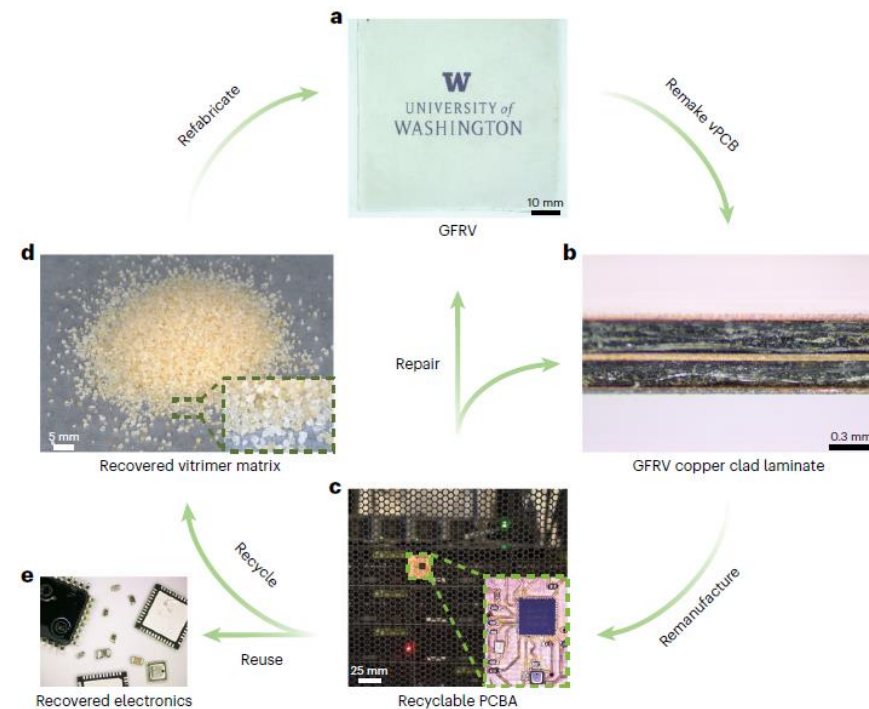 a
W
UNIVERSITY of
WASHINGTON
10 mm
GFRV
Refabricate
Remake vPCB
d
5 mm
Recovered vitrimer matrix
Repair
b
0.3 mm
GFRV copper clad laminate
c
25 mm
Recyclable PCBA
Recycle
Reuse
Remanufacture
e
Recovered electronics